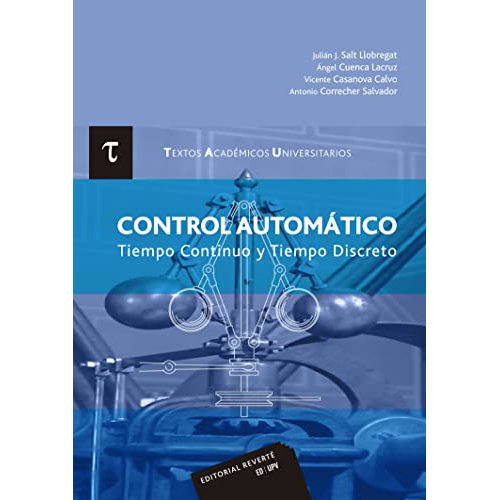 Julián J. Salt Llobregat
Ángel Cuenca Lacruz
Vicente Casanova Calvo
Antonio Correcher Salvador
τ
TEXTOS ACADÉMICOS UNIVERSITARIOS
CONTROL AUTOMÁTICO
Tiempo Continuo y Tiempo Discreto
EDITORIAL REVERTÉ
ED|UPV